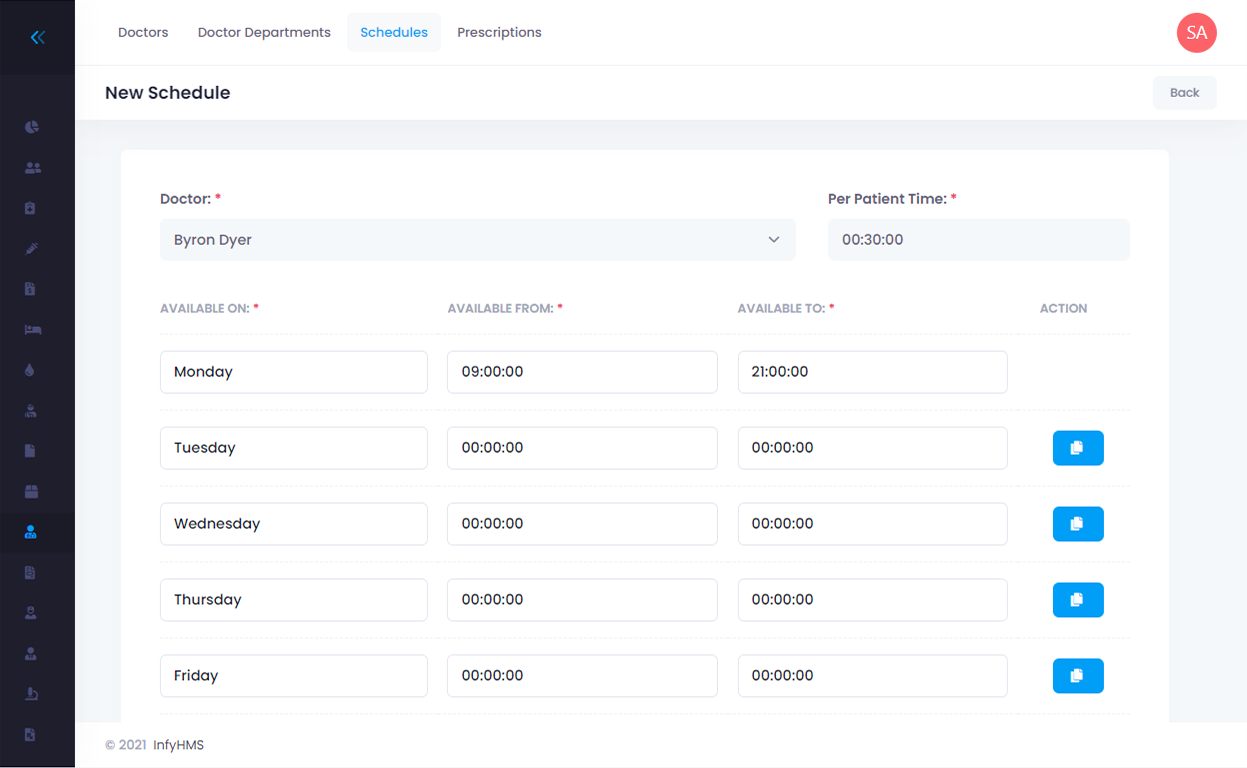 Doctors Doctor Departments Schedules Prescriptions SA
New Schedule Back
Doctor: * Per Patient Time: *
Byron Dyer 00:30:00
AVAILABLE ON: * AVAILABLE FROM: * AVAILABLE TO: * ACTION
Monday 09:00:00 21:00:00
Tuesday 00:00:00 00:00:00
Wednesday 00:00:00 00:00:00
Thursday 00:00:00 00:00:00
Friday 00:00:00 00:00:00
© 2021 InfyHMS